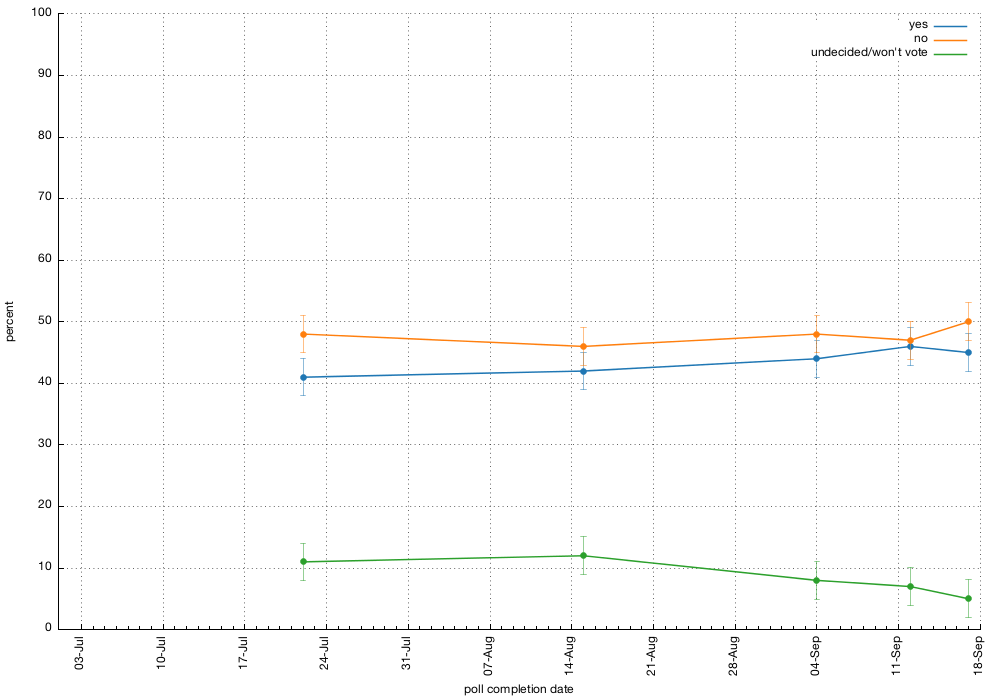 100
90
80
70
60
50
40
30
20
10
0
percent
yes
no
undecided/won't vote
03-Jul
10-Jul
17-Jul
24-Jul
31-Jul
07-Aug
14-Aug
21-Aug
28-Aug
04-Sep
11-Sep
18-Sep
poll completion date